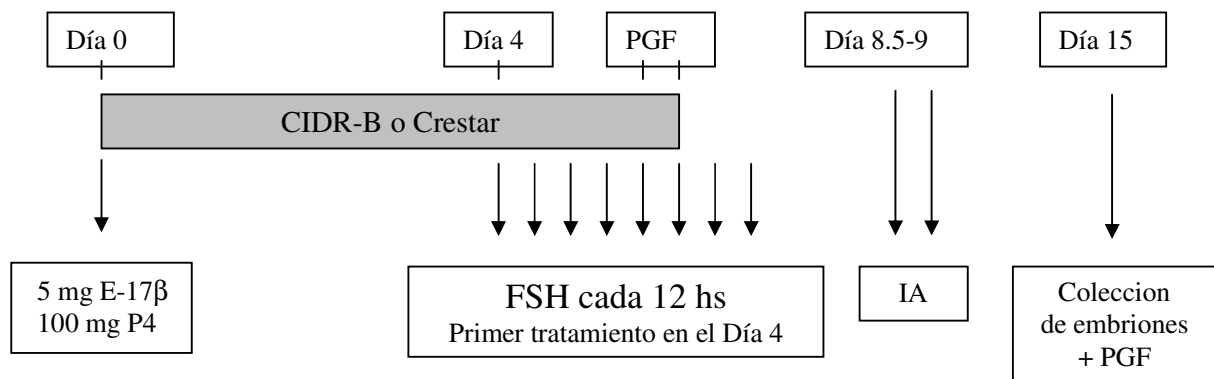 Día 0
Día 4
PGF
Día 8.5-9
Día 15
CIDR-B o Crestar
5 mg E-17β
100 mg P4
FSH cada 12 hs
Primer tratamiento en el Día 4
IA
Coleccion
de embriones
+ PGF